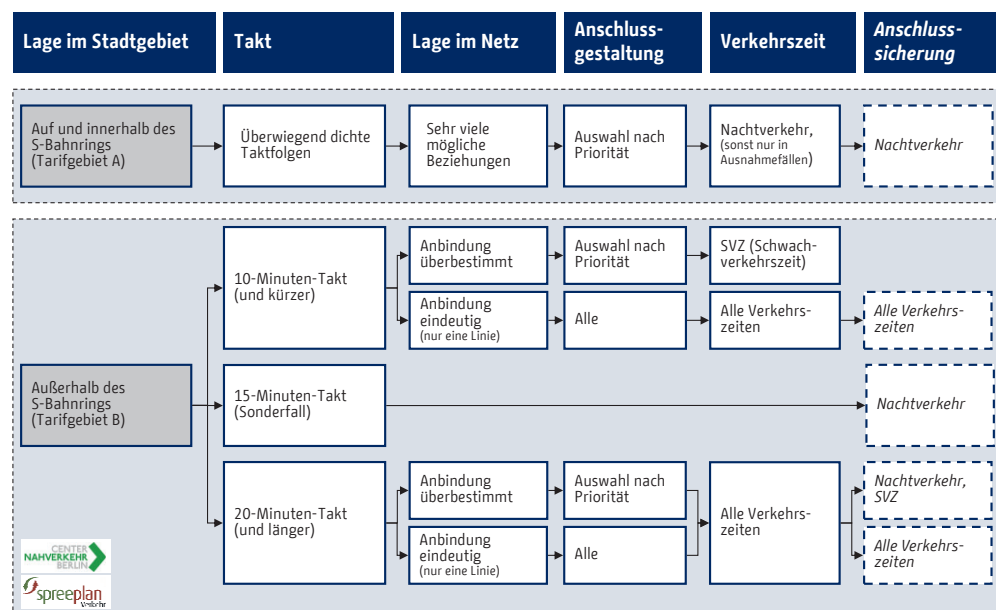 Lage im Stadtgebiet
Takt
Lage im Netz
Anschluss-
gestaltung
Verkehrszeit
Anschluss-
sicherung
Auf und innerhalb des
S-Bahnrings
(Tarifgebiet A)
Überwiegend dichte
Taktfolgen
Sehr viele
mögliche
Beziehungen
Auswahl nach
Priorität
Nachtverkehr,
(sonst nur in
Ausnahmefällen)
Nachtverkehr
Außerhalb des
S-Bahnrings
(Tarifgebiet B)
10-Minuten-Takt
(und kürzer)
Anbindung
überbestimmt
Auswahl nach
Priorität
SVZ (Schwach-
verkehrszeit)
Anbindung
eindeutig
(nur eine Linie)
Alle
Alle Verkehrs-
zeiten
Alle Verkehrs-
zeiten
15-Minuten-Takt
(Sonderfall)
Nachtverkehr
20-Minuten-Takt
(und länger)
Anbindung
überbestimmt
Auswahl nach
Priorität
Anbindung
eindeutig
(nur eine Linie)
Alle
Alle Verkehrs-
zeiten
Nachtverkehr,
SVZ
Alle Verkehrs-
zeiten
CENTER
NAHVERKEHR
BERLIN
spreeplan
Verkehr